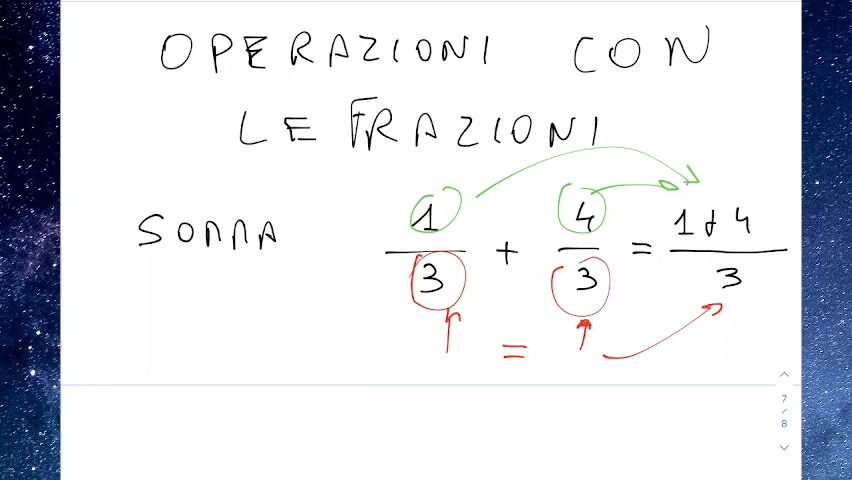 OPERAZIONI CON
LE FRAZIONI
SOMMA 1/3 + 4/3 = 1+4/3
=
7
/
8